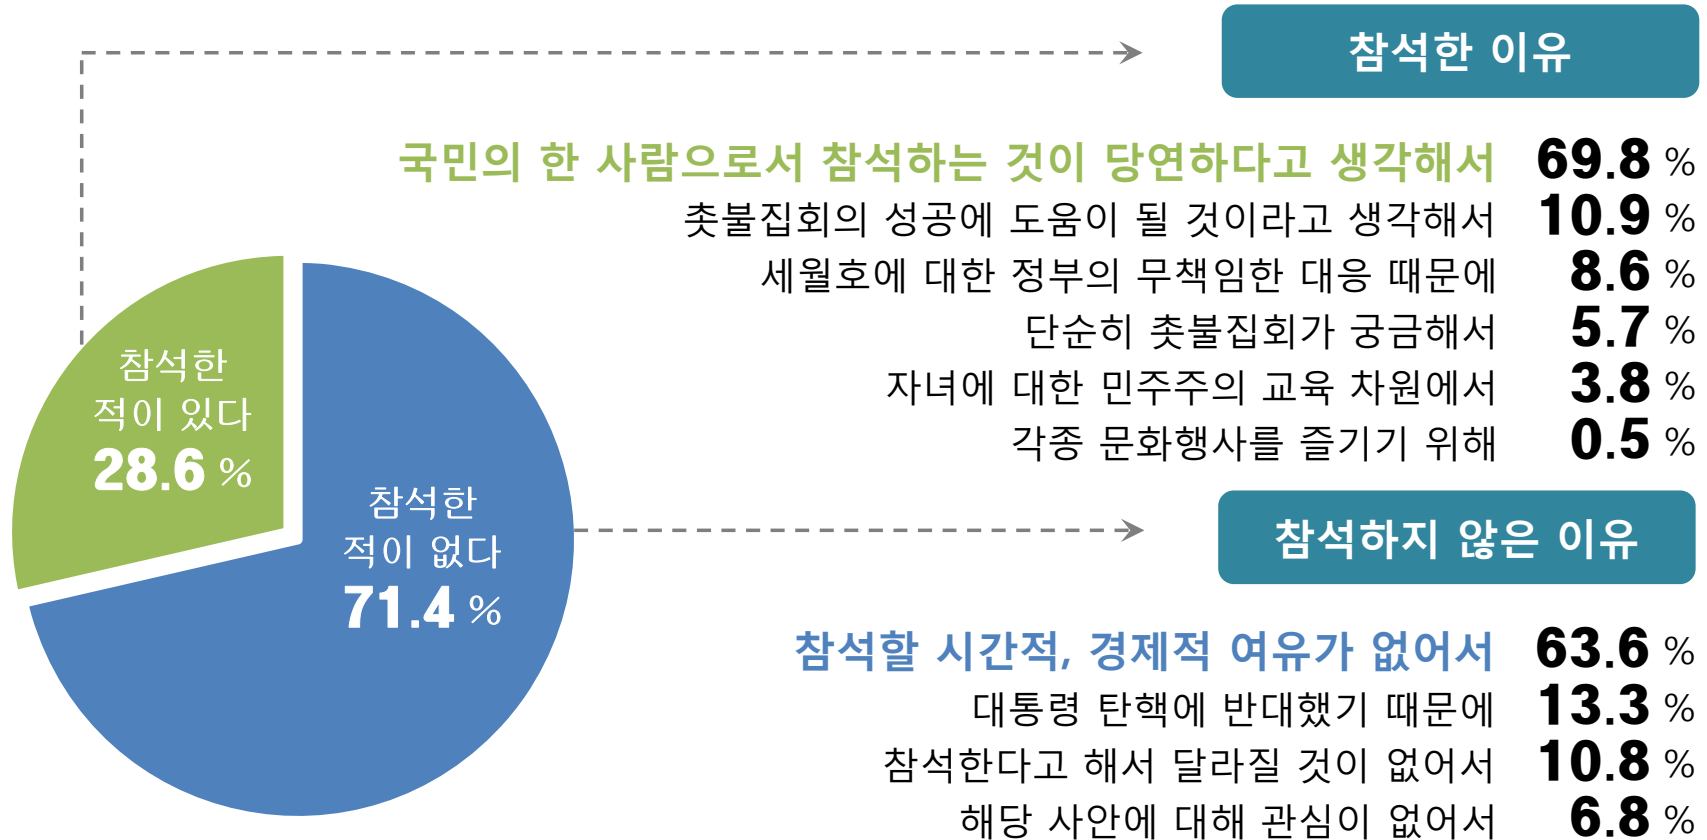 참석한 이유
국민의 한 사람으로서 참석하는 것이 당연하다고 생각해서 69.8 %
촛불집회의 성공에 도움이 될 것이라고 생각해서 10.9 %
세월호에 대한 정부의 무책임한 대응 때문에 8.6 %
단순히 촛불집회가 궁금해서 5.7 %
자녀에 대한 민주주의 교육 차원에서 3.8 %
각종 문화행사를 즐기기 위해 0.5 %
참석한
적이 있다
28.6 %
참석한
적이 없다
71.4 %
참석하지 않은 이유
참석할 시간적, 경제적 여유가 없어서 63.6 %
대통령 탄핵에 반대했기 때문에 13.3 %
참석한다고 해서 달라질 것이 없어서 10.8 %
해당 사안에 대해 관심이 없어서 6.8 %